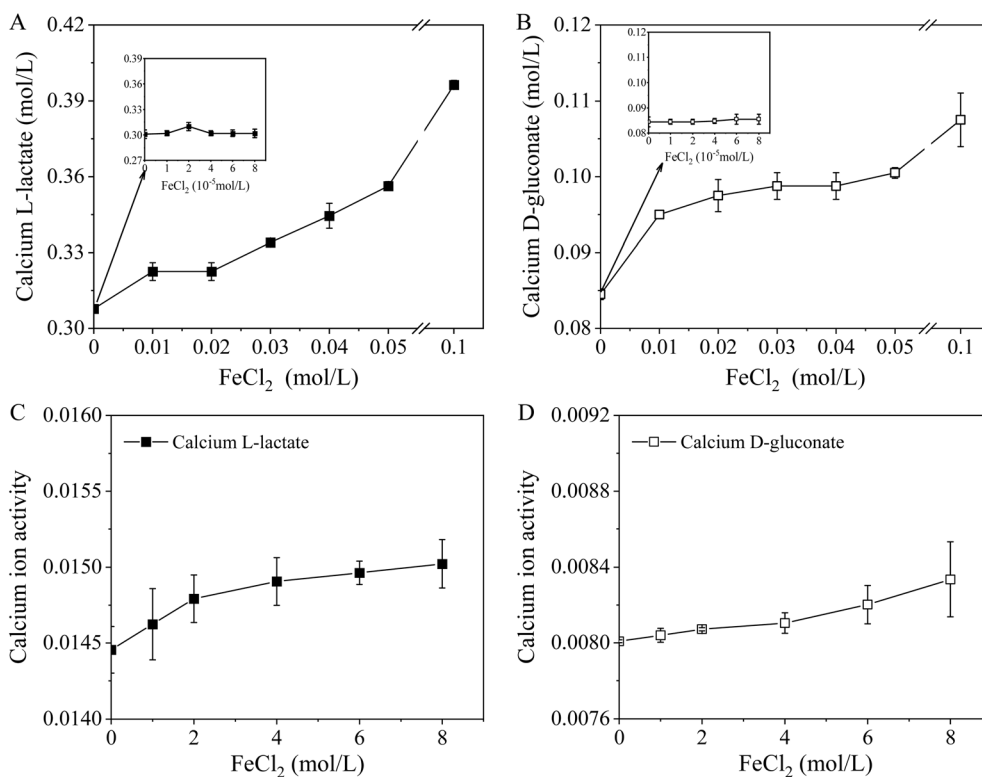 A
Calcium L-lactate (mol/L)
0.42
0.39
0.36
0.33
0.30
0 0.01 0.02 0.03 0.04 0.05 0.1
FeCl₂ (mol/L)
0.39
0.36
0.33
0.30
0.27
0 1 2 4 6 8
FeCl₂ (10⁻⁵mol/L)
B
Calcium D-gluconate (mol/L)
0.12
0.11
0.10
0.09
0.08
0 0.01 0.02 0.03 0.04 0.05 0.1
FeCl₂ (mol/L)
0.12
0.11
0.10
0.09
0.08
0 1 2 4 6 8
FeCl₂ (10⁻⁵mol/L)
C
Calcium ion activity
0.0160
0.0155
0.0150
0.0145
0.0140
Calcium L-lactate
0 2 4 6 8
FeCl₂ (mol/L)
D
Calcium ion activity
0.0092
0.0088
0.0084
0.0080
0.0076
Calcium D-gluconate
0 2 4 6 8
FeCl₂ (mol/L)